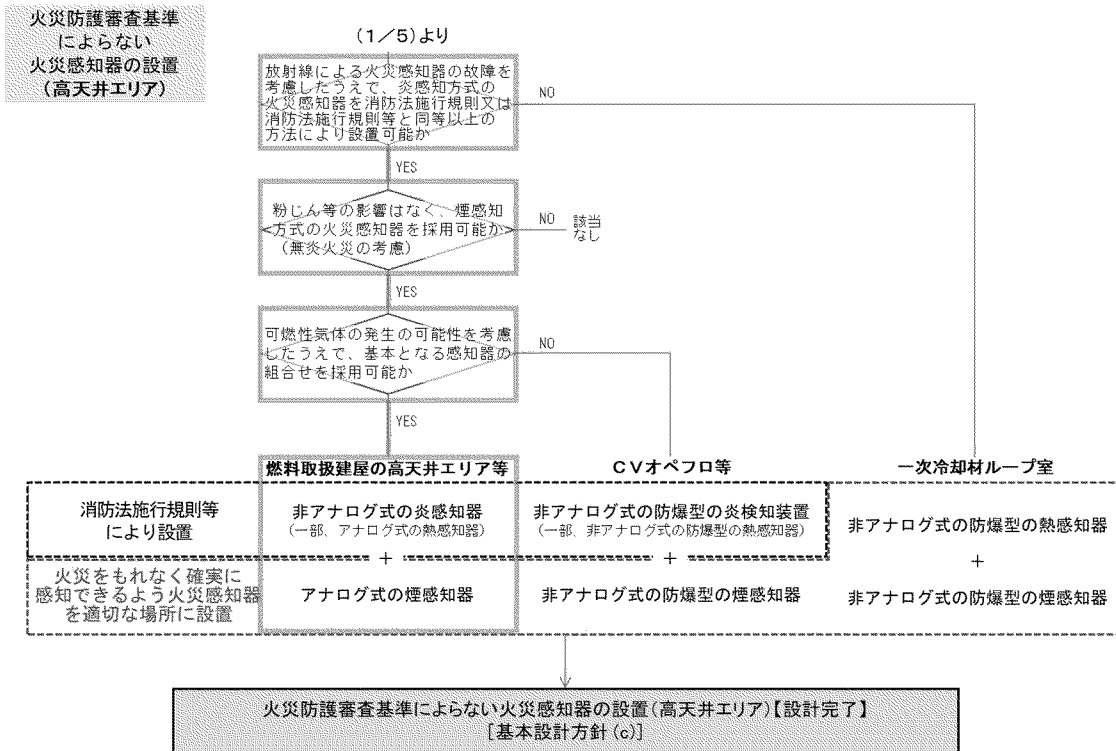 火災防護審査基準
によらない
火災感知器の設置
(高天井エリア)
(1/5)より
放射線による火災感知器の故障を
考慮したうえで、炎感知方式の
火災感知器を消防法施行規則又は
消防法施行規則等と同等以上の
方法により設置可能か
NO
YES
粉じん等の影響はなく、煙感知
方式の火災感知器を採用可能か
(無炎火災の考慮)
NO
該当
なし
YES
可燃性気体の発生の可能性を考慮
したうえで、基本となる感知器の
組合せを採用可能か
NO
YES
燃料取扱建屋の高天井エリア等
CVオペフロ等
一次冷却材ループ室
消防法施行規則等
により設置
非アナログ式の炎感知器
(一部、アナログ式の熱感知器)
非アナログ式の防爆型の炎検知装置
(一部、非アナログ式の防爆型の熱感知器)
非アナログ式の防爆型の熱感知器
+
+
+
火災をもれなく確実に
感知できるよう火災感知器
を適切な場所に設置
アナログ式の煙感知器
非アナログ式の防爆型の煙感知器
非アナログ式の防爆型の煙感知器
火災防護審査基準によらない火災感知器の設置(高天井エリア)【設計完了】
[基本設計方針(c)]